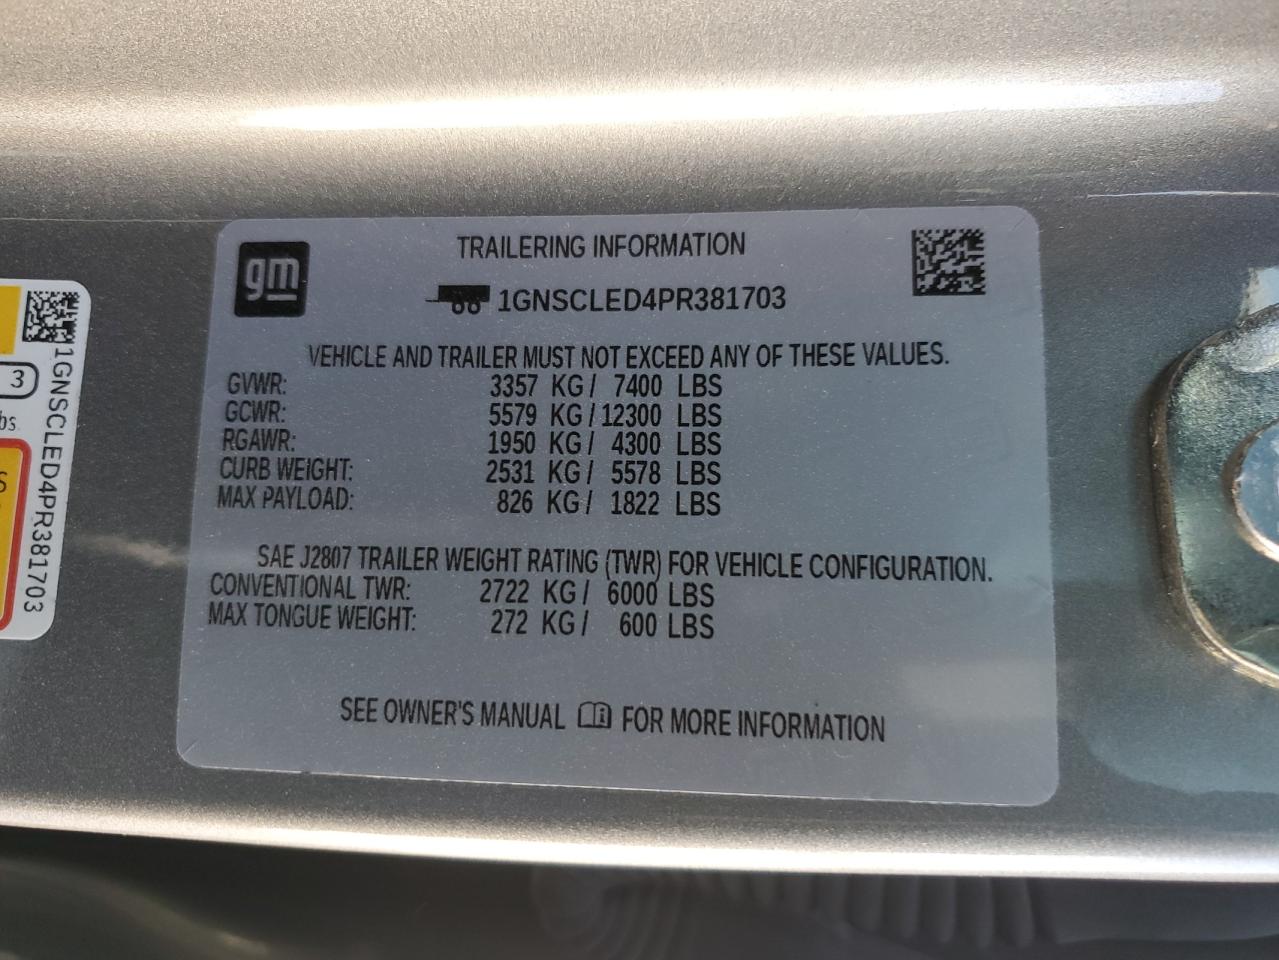 gm
TRAILERING INFORMATION
1GNSCLED4PR381703
VEHICLE AND TRAILER MUST NOT EXCEED ANY OF THESE VALUES.
GVWR: 3357 KG / 7400 LBS
GCWR: 5579 KG / 12300 LBS
RGAWR: 1950 KG / 4300 LBS
CURB WEIGHT: 2531 KG / 5578 LBS
MAX PAYLOAD: 826 KG / 1822 LBS
SAE J2807 TRAILER WEIGHT RATING (TWR) FOR VEHICLE CONFIGURATION.
CONVENTIONAL TWR: 2722 KG / 6000 LBS
MAX TONGUE WEIGHT: 272 KG / 600 LBS
SEE OWNER'S MANUAL FOR MORE INFORMATION
1GNSCLED4PR381703
3